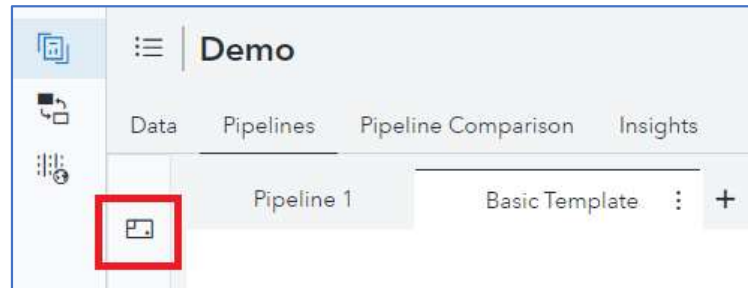 Demo
Data Pipelines Pipeline Comparison Insights
Pipeline 1 Basic Template